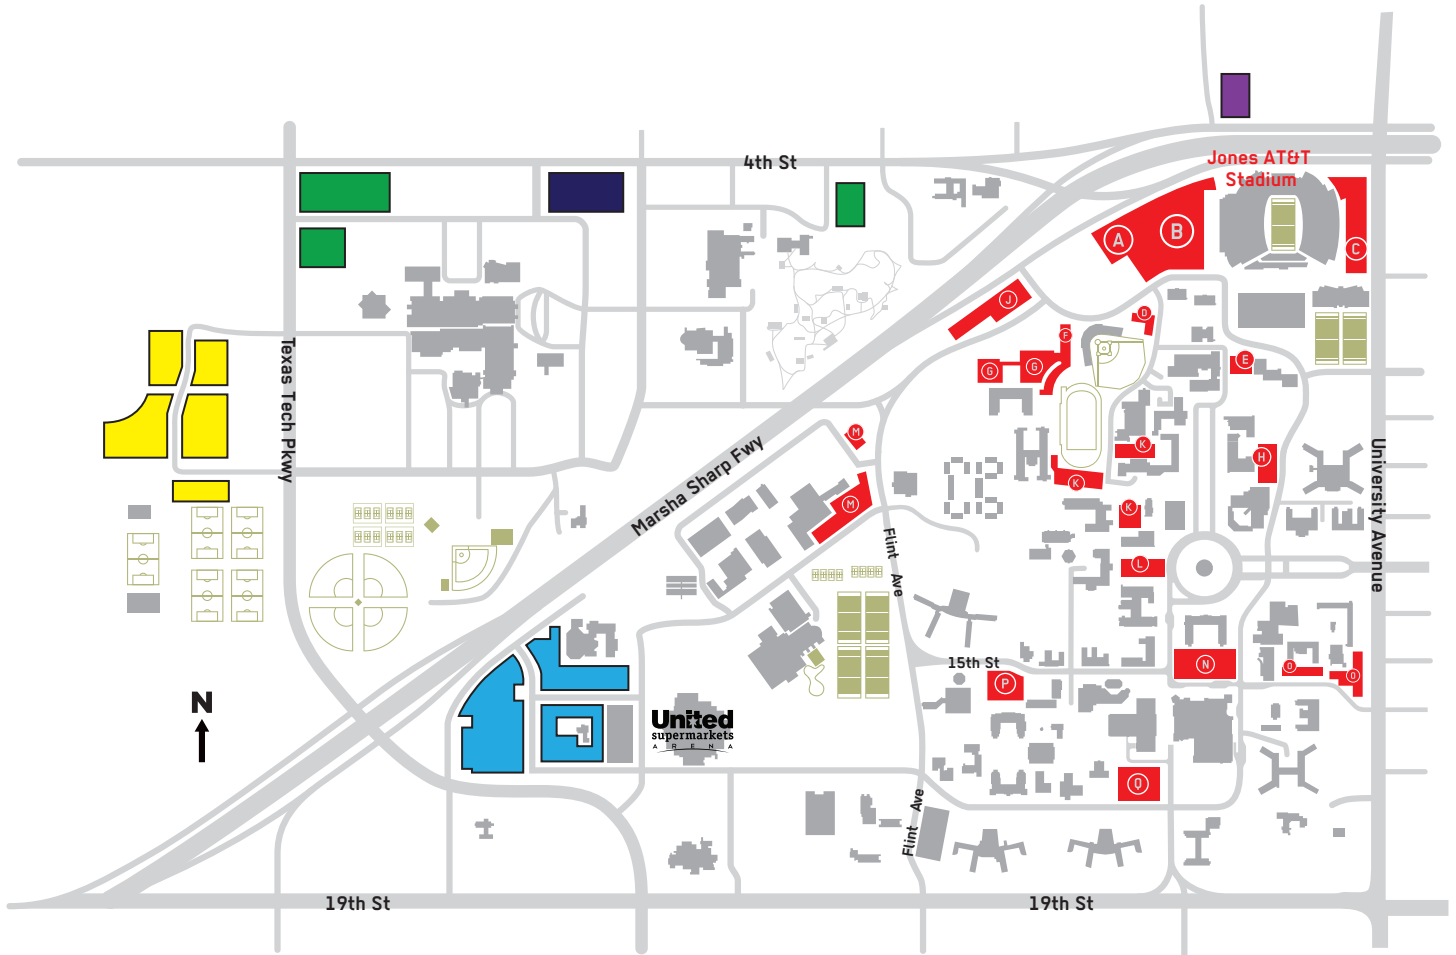 4th St
Jones AT&T
Stadium
A
B
C
J
D
F
E
G
G
Texas Tech Pkwy
Marsha Sharp Fwy
M
K
H
University Avenue
K
M
K
L
Flint Ave
15th St
N
O
O
P
N
United
supermarkets
ARENA
Q
Flint Ave
19th St
19th St